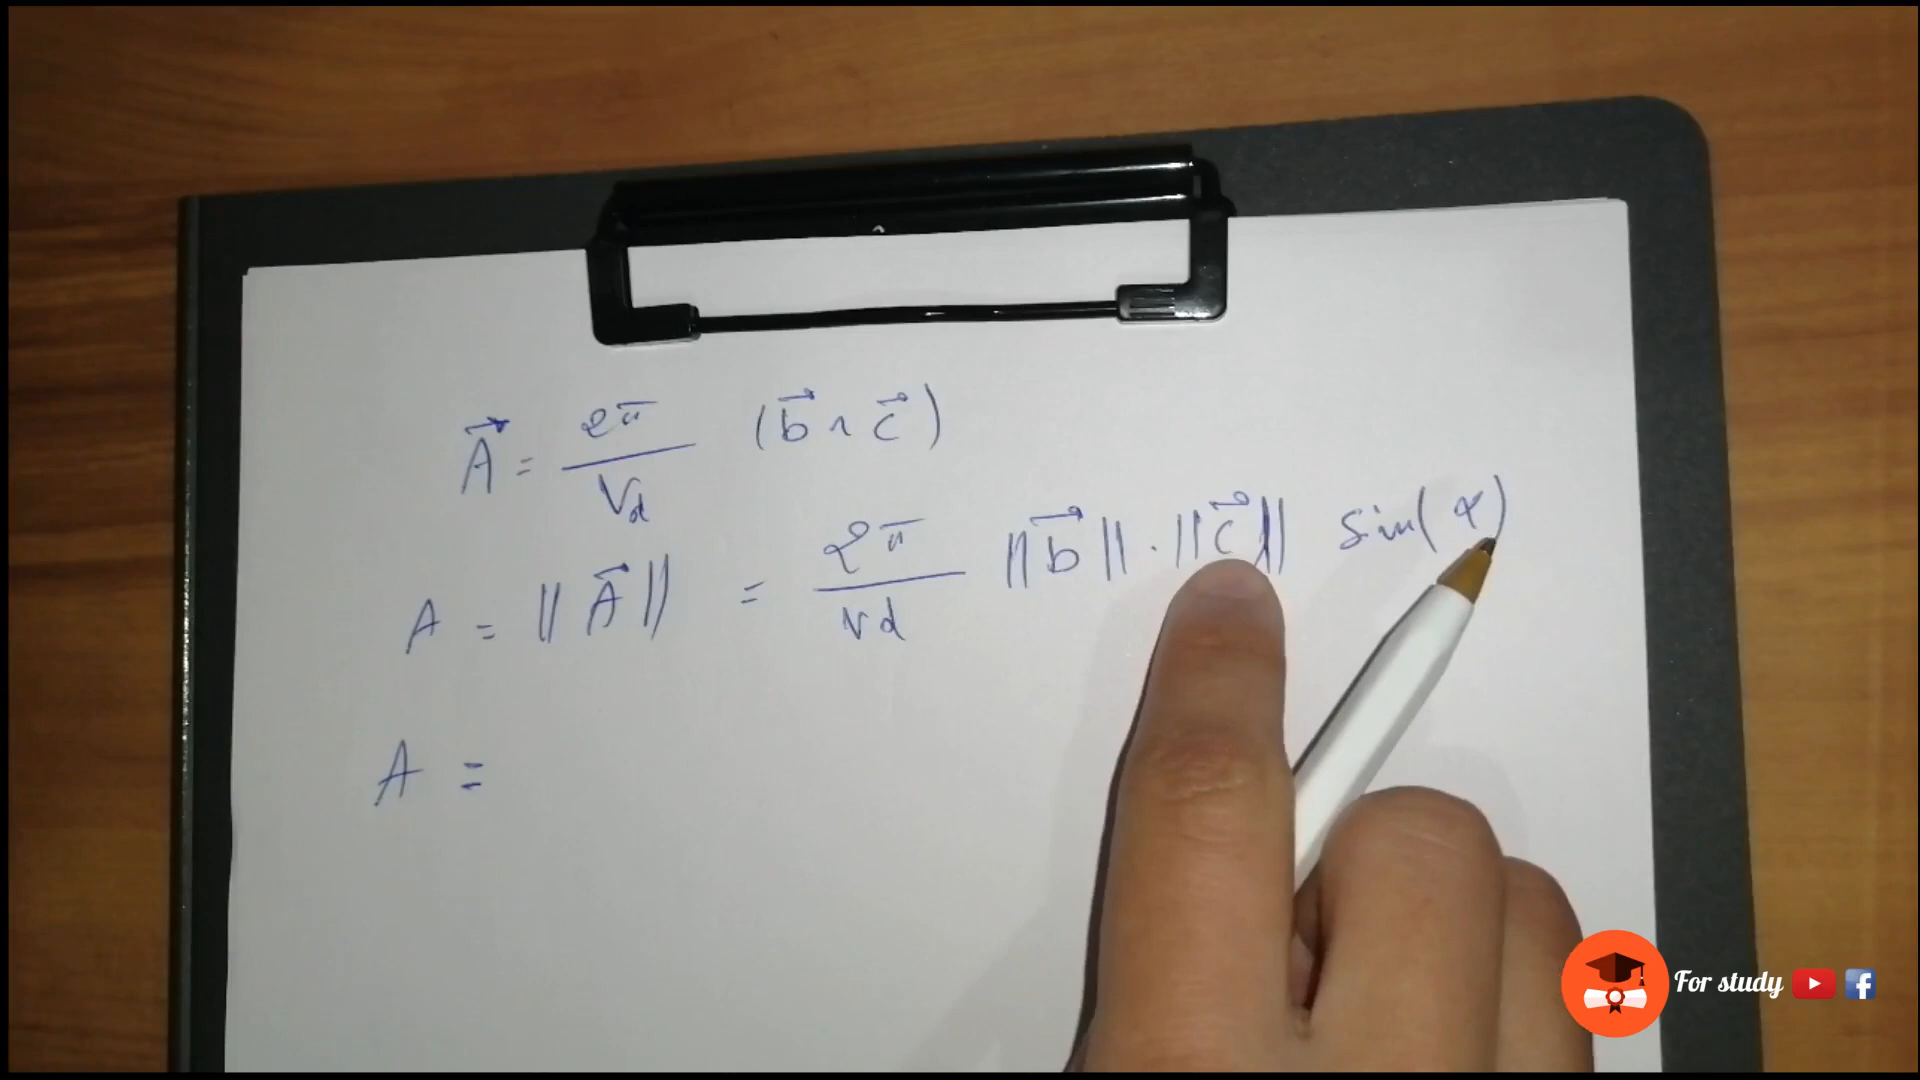 A⃗ = 2π/Vd (b⃗ ∧ c⃗)
A = ||A⃗|| = 2π/Vd ||b⃗|| . ||c⃗|| sin(α)
A =
For study